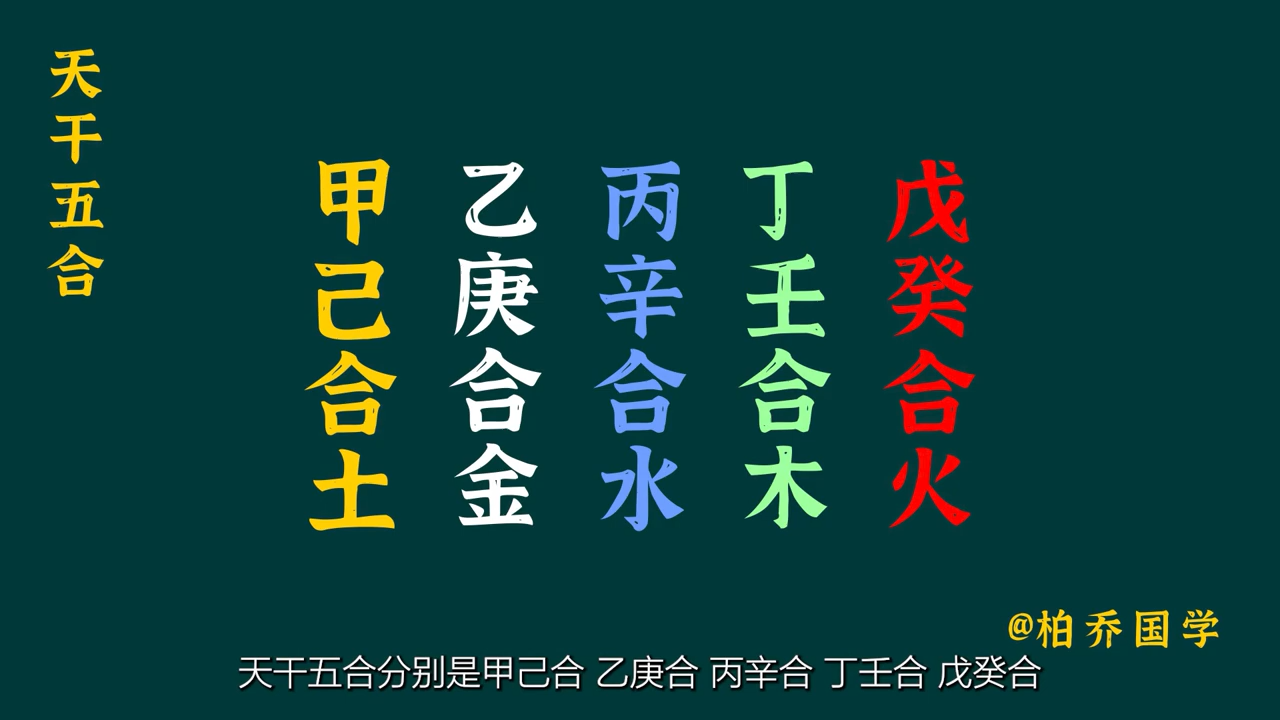 天干五合
甲己合土
乙庚合金
丙辛合水
丁壬合木
戊癸合火
@柏乔国学
天干五合分别是甲己合 乙庚合 丙辛合 丁壬合 戊癸合